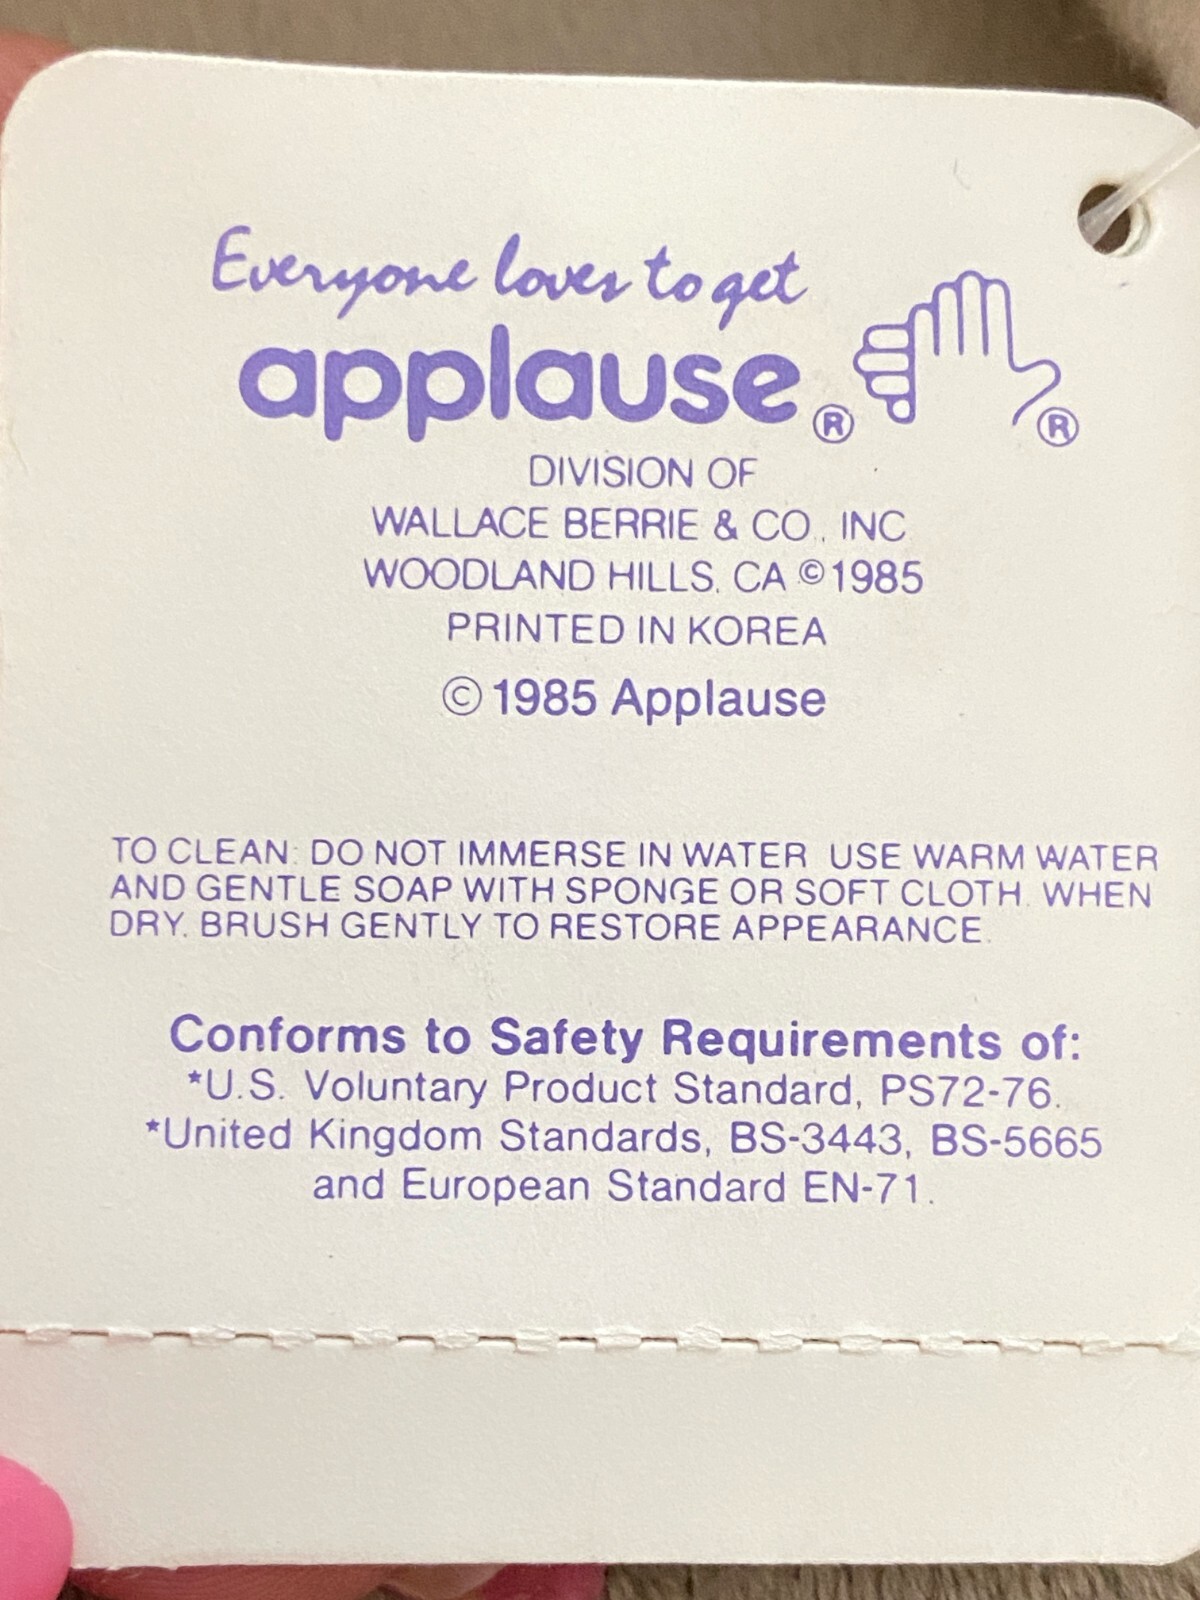 Everyone loves to get
applause ® ®
DIVISION OF
WALLACE BERRIE & CO., INC
WOODLAND HILLS, CA © 1985
PRINTED IN KOREA
© 1985 Applause
TO CLEAN: DO NOT IMMERSE IN WATER USE WARM WATER
AND GENTLE SOAP WITH SPONGE OR SOFT CLOTH. WHEN
DRY, BRUSH GENTLY TO RESTORE APPEARANCE.
Conforms to Safety Requirements of:
*U.S. Voluntary Product Standard, PS72-76.
*United Kingdom Standards, BS-3443, BS-5665
and European Standard EN-71.